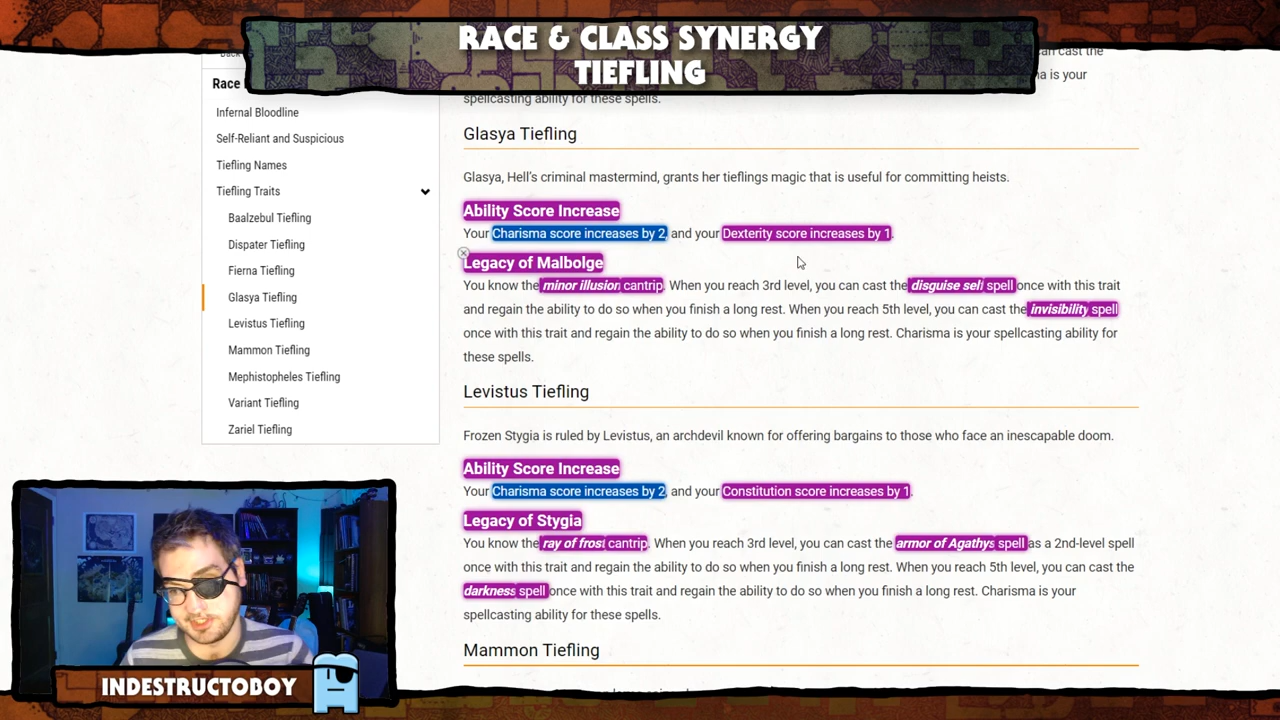 RACE & CLASS SYNERGY
TIEFLING
Race
Infernal Bloodline
Self-Reliant and Suspicious
Tiefling Names
Tiefling Traits
Baalzebul Tiefling
Dispater Tiefling
Fierna Tiefling
Glasya Tiefling
Levistus Tiefling
Mammon Tiefling
Mephistopheles Tiefling
Variant Tiefling
Zariel Tiefling
can cast the
is your
spellcasting ability for these spells.
Glasya Tiefling
Glasya, Hell's criminal mastermind, grants her tieflings magic that is useful for committing heists.
Ability Score Increase
Your Charisma score increases by 2, and your Dexterity score increases by 1.
Legacy of Malbolge
You know the minor illusion cantrip. When you reach 3rd level, you can cast the disguise self spell once with this trait
and regain the ability to do so when you finish a long rest. When you reach 5th level, you can cast the invisibility spell
once with this trait and regain the ability to do so when you finish a long rest. Charisma is your spellcasting ability for
these spells.
Levistus Tiefling
Frozen Stygia is ruled by Levistus, an archdevil known for offering bargains to those who face an inescapable doom.
Ability Score Increase
Your Charisma score increases by 2, and your Constitution score increases by 1.
Legacy of Stygia
You know the ray of frost cantrip. When you reach 3rd level, you can cast the armor of Agathys spell as a 2nd-level spell
once with this trait and regain the ability to do so when you finish a long rest. When you reach 5th level, you can cast the
darkness spell once with this trait and regain the ability to do so when you finish a long rest. Charisma is your
spellcasting ability for these spells.
Mammon Tiefling
INDESTRUCTOBOY